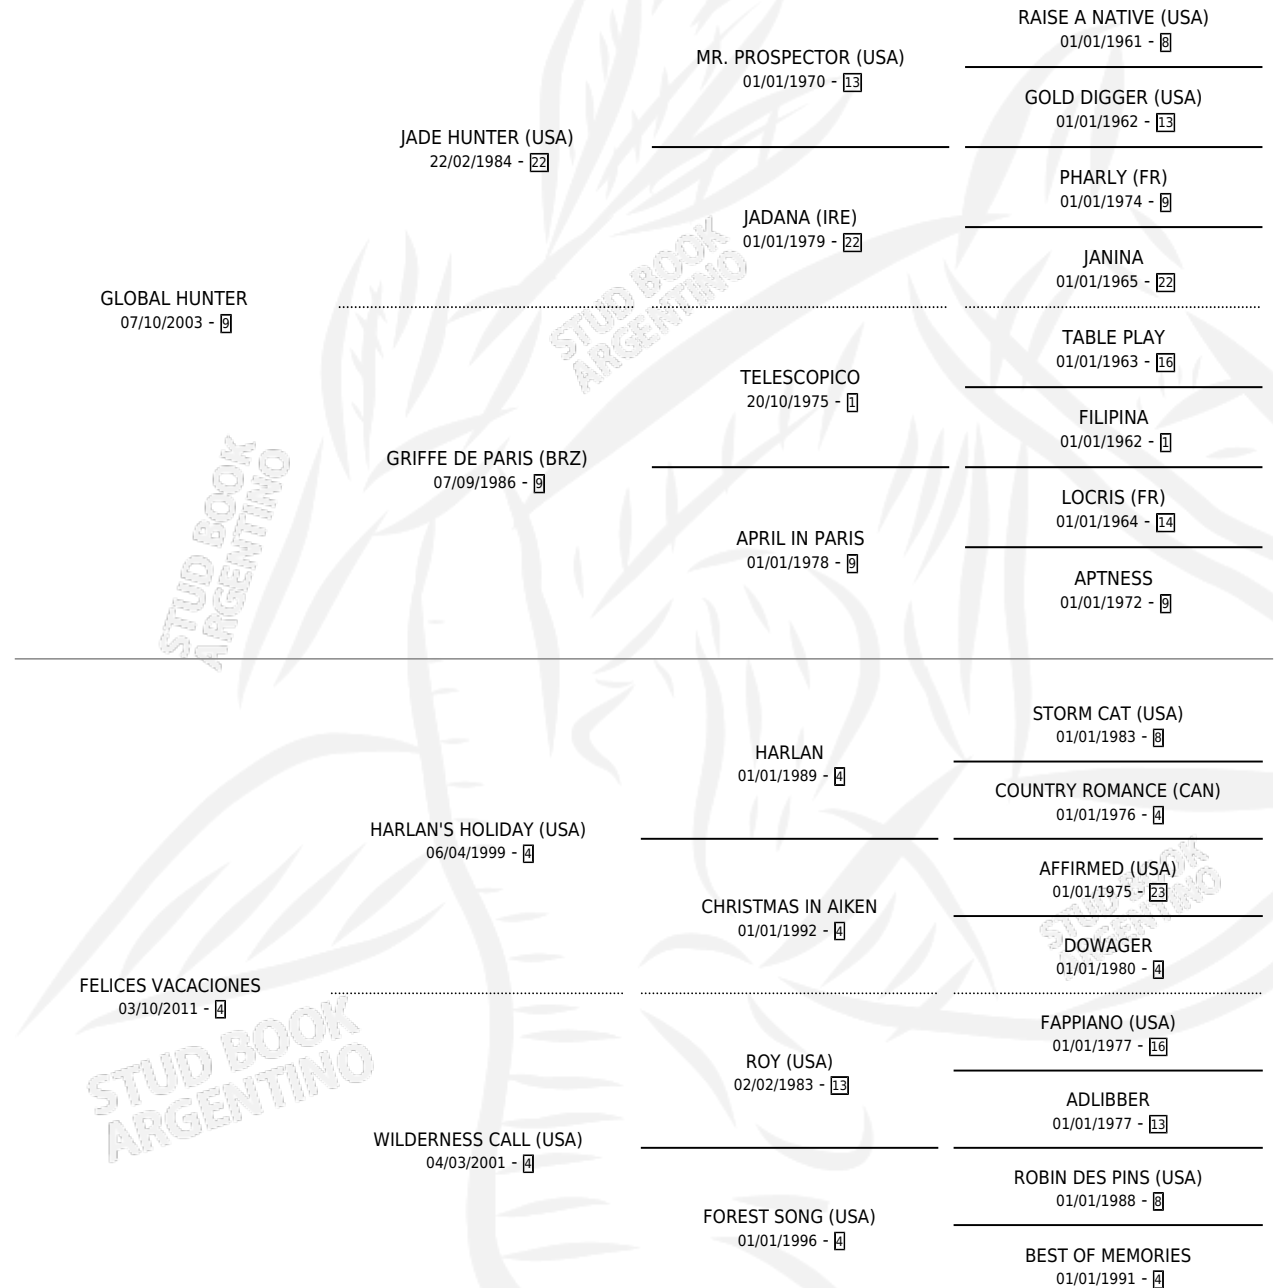 RAISE A NATIVE (USA)
01/01/1961 - 8
MR. PROSPECTOR (USA)
01/01/1970 - 13
GOLD DIGGER (USA)
01/01/1962 - 13
JADE HUNTER (USA)
22/02/1984 - 22
PHARLY (FR)
01/01/1974 - 9
JADANA (IRE)
01/01/1979 - 22
JANINA
01/01/1965 - 22
GLOBAL HUNTER
07/10/2003 - 9
TABLE PLAY
01/01/1963 - 16
TELESCOPICO
20/10/1975 - 1
FILIPINA
01/01/1962 - 1
GRIFFE DE PARIS (BRZ)
07/09/1986 - 9
LOCRIS (FR)
01/01/1964 - 14
APRIL IN PARIS
01/01/1978 - 9
APTNESS
01/01/1972 - 9
STORM CAT (USA)
01/01/1983 - 8
HARLAN
01/01/1989 - 4
COUNTRY ROMANCE (CAN)
01/01/1976 - 4
HARLAN'S HOLIDAY (USA)
06/04/1999 - 4
AFFIRMED (USA)
01/01/1975 - 23
CHRISTMAS IN AIKEN
01/01/1992 - 4
DOWAGER
01/01/1980 - 4
FELICES VACACIONES
03/10/2011 - 4
FAPPIANO (USA)
01/01/1977 - 16
ROY (USA)
02/02/1983 - 13
ADLIBBER
01/01/1977 - 13
WILDERNESS CALL (USA)
04/03/2001 - 4
ROBIN DES PINS (USA)
01/01/1988 - 8
FOREST SONG (USA)
01/01/1996 - 4
BEST OF MEMORIES
01/01/1991 - 4
STUD BOOK
ARGENTINO
STUD BOOK
ARGENTINO
STUD BOOK
ARGENTINO
STUD BOOK
ARGENTINO